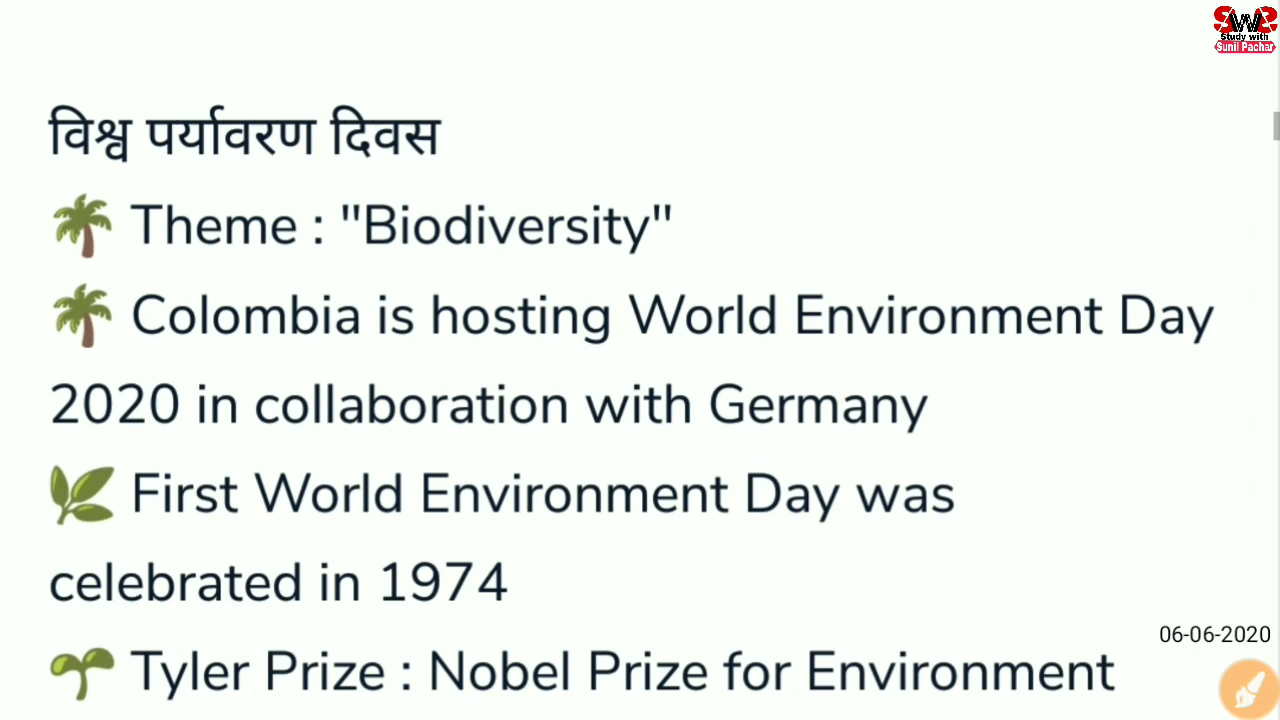 SWS
Study with
Sunil Pachar
विश्व पर्यावरण दिवस
🌴 Theme : "Biodiversity"
🌴 Colombia is hosting World Environment Day
2020 in collaboration with Germany
🌿 First World Environment Day was
celebrated in 1974
06-06-2020
🌱 Tyler Prize : Nobel Prize for Environment